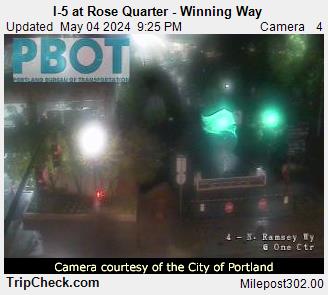 I-5 at Rose Quarter - Winning Way
Updated May 04 2024 9:25 PM Camera 4
PBOT
PORTLAND BUREAU OF TRANSPORTATION
4 - N. Ramsey Wy
@ One Ctr
Camera courtesy of the City of Portland
TripCheck.com Milepost302.00